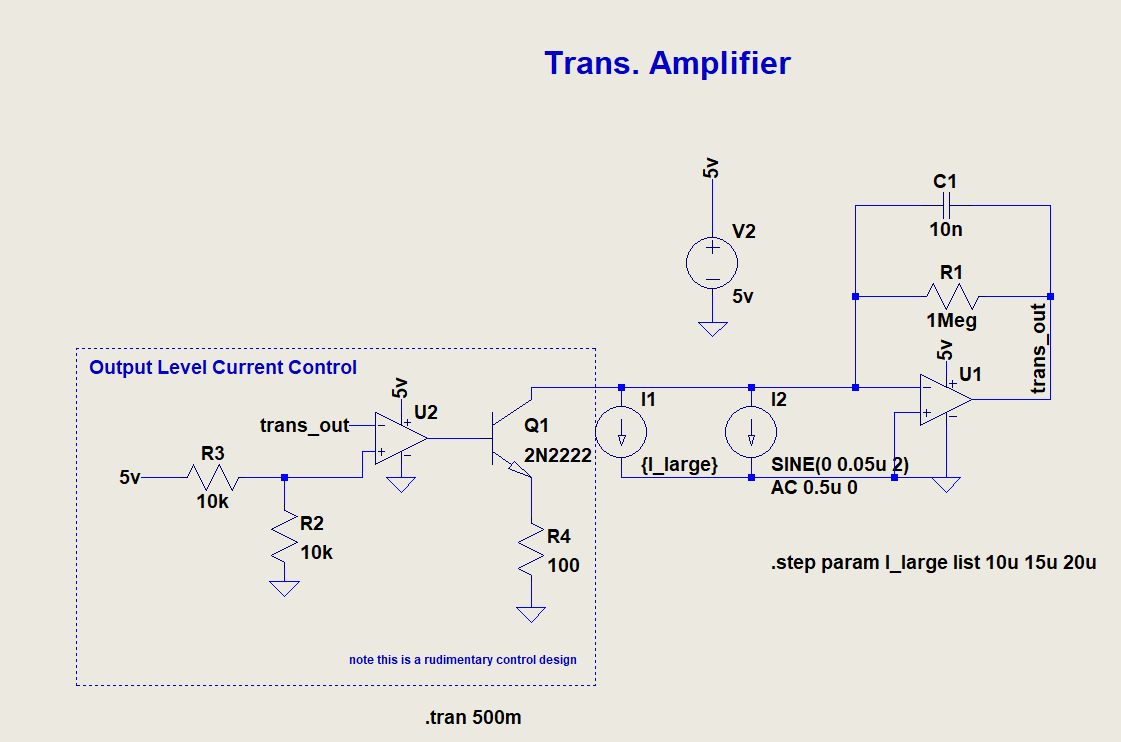 Trans. Amplifier
5v
V2
5v
C1
10n
R1
1Meg
trans_out
5v
U1
Output Level Current Control
5v
U2
trans_out
R3
5v
10k
R2
10k
Q1
2N2222
R4
100
I1
{I_large}
I2
SINE(0 0.05u 2)
AC 0.5u 0
.step param I_large list 10u 15u 20u
note this is a rudimentary control design
.tran 500m